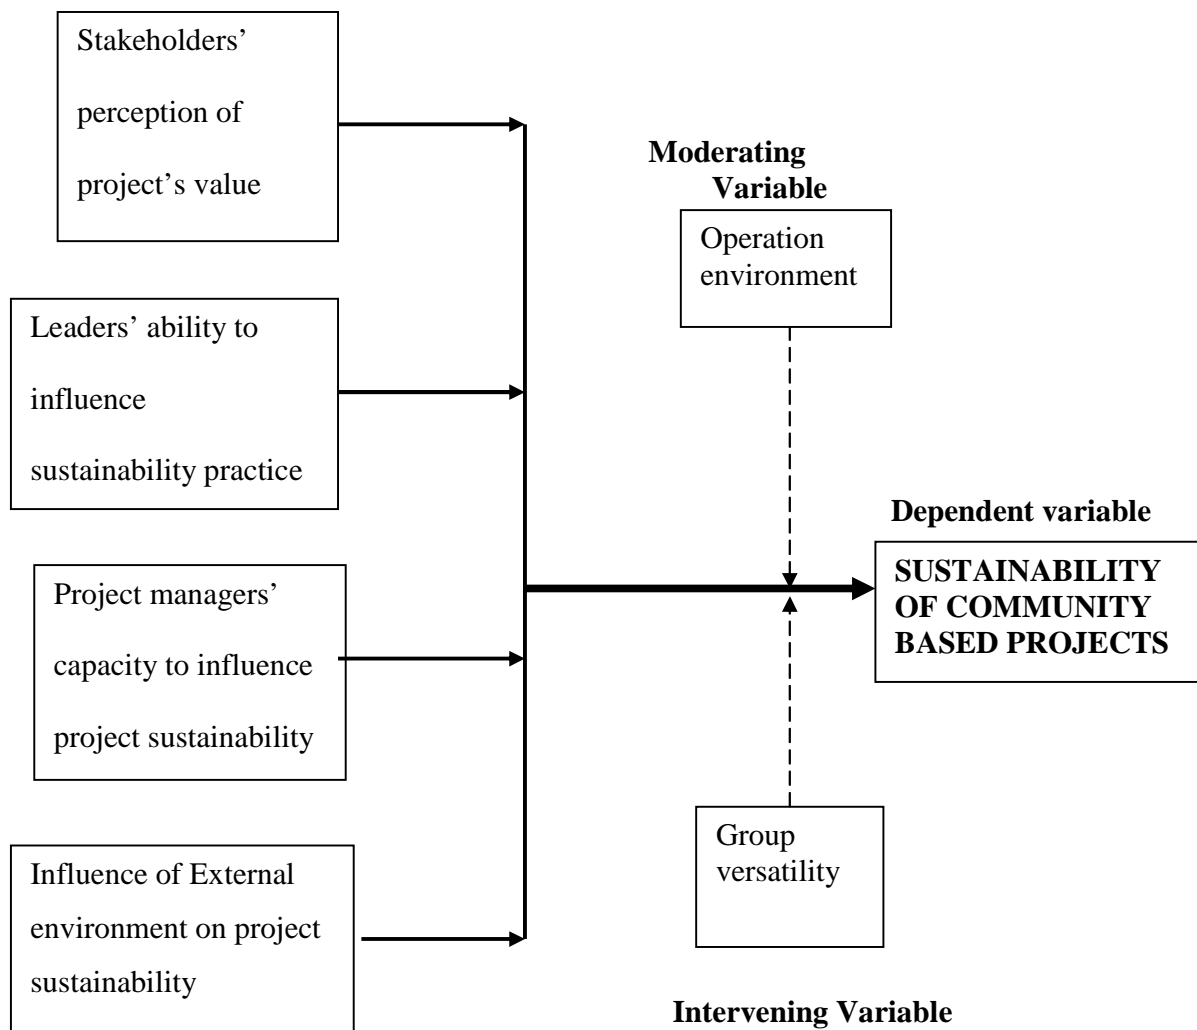 Stakeholders’
perception of
project’s value
Leaders’ ability to
influence
sustainability practice
Project managers’
capacity to influence
project sustainability
Influence of External
environment on project
sustainability
Moderating
Variable
Operation
environment
Group
versatility
Intervening Variable
Dependent variable
SUSTAINABILITY
OF COMMUNITY
BASED PROJECTS